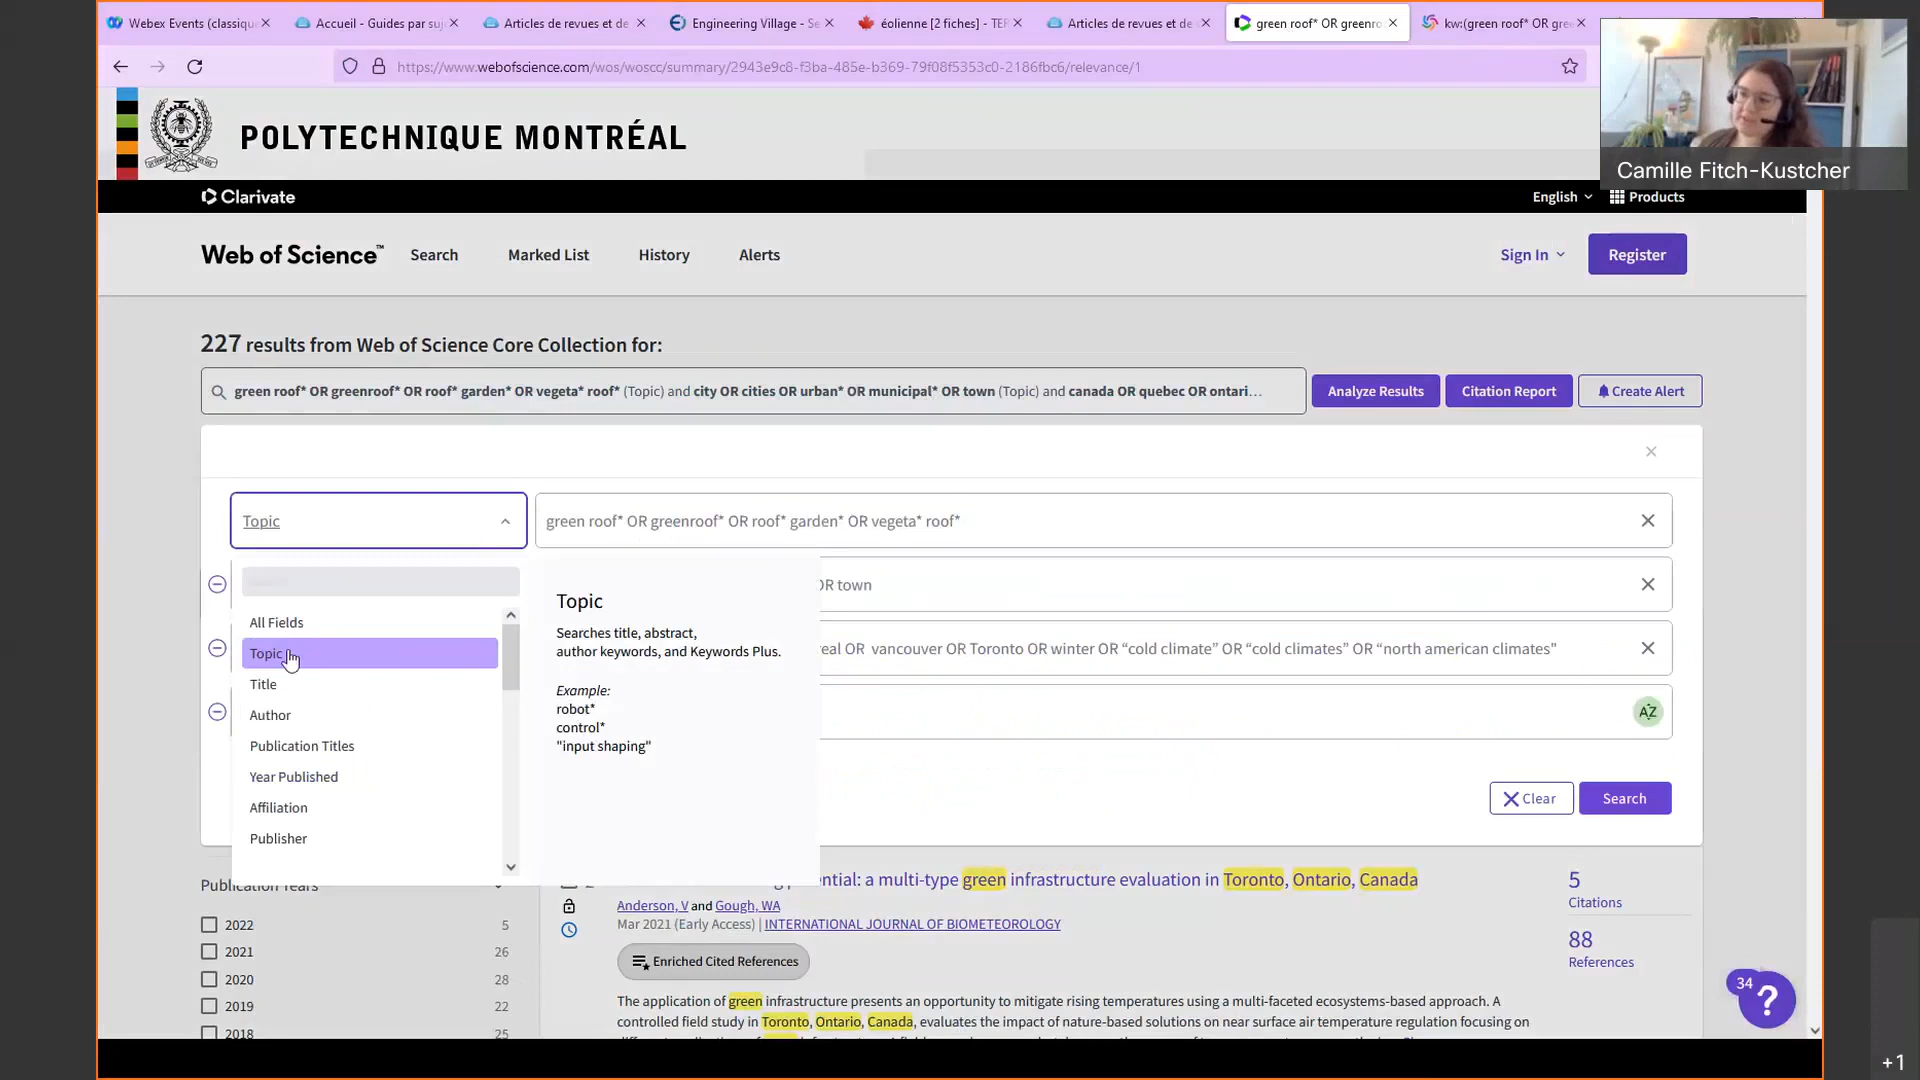 Webex Events (classique
Accueil - Guides par suj
Articles de revues et de
Engineering Village - Se
éolienne [2 fiches] - TER
Articles de revues et de
green roof* OR greenro
kw:(green roof* OR gre
https://www.webofscience.com/wos/woscc/summary/2943e9c8-f3ba-485e-b369-79f08f5353c0-2186fbc6/relevance/1
POLYTECHNIQUE MONTRÉAL
Camille Fitch-Kustcher
Clarivate
English
Products
Web of Science™
Search
Marked List
History
Alerts
Sign In
Register
227 results from Web of Science Core Collection for:
green roof* OR greenroof* OR roof* garden* OR vegeta* roof* (Topic) and city OR cities OR urban* OR municipal* OR town (Topic) and canada OR quebec OR ontari...
Analyze Results
Citation Report
Create Alert
Topic
green roof* OR greenroof* OR roof* garden* OR vegeta* roof*
OR town
real OR vancouver OR Toronto OR winter OR “cold climate” OR “cold climates” OR “north american climates”
All Fields
Topic
Title
Author
Publication Titles
Year Published
Affiliation
Publisher
Topic
Searches title, abstract,
author keywords, and Keywords Plus.
Example:
robot*
control*
"input shaping"
AZ
Clear
Search
Publication Years
2022 5
2021 26
2020 28
2019 22
2018 25
ential: a multi-type green infrastructure evaluation in Toronto, Ontario, Canada
Anderson, V and Gough, WA
Mar 2021 (Early Access) | INTERNATIONAL JOURNAL OF BIOMETEOROLOGY
Enriched Cited References
The application of green infrastructure presents an opportunity to mitigate rising temperatures using a multi-faceted ecosystems-based approach. A
controlled field study in Toronto, Ontario, Canada, evaluates the impact of nature-based solutions on near surface air temperature regulation focusing on
5
Citations
88
References
34
?
+1